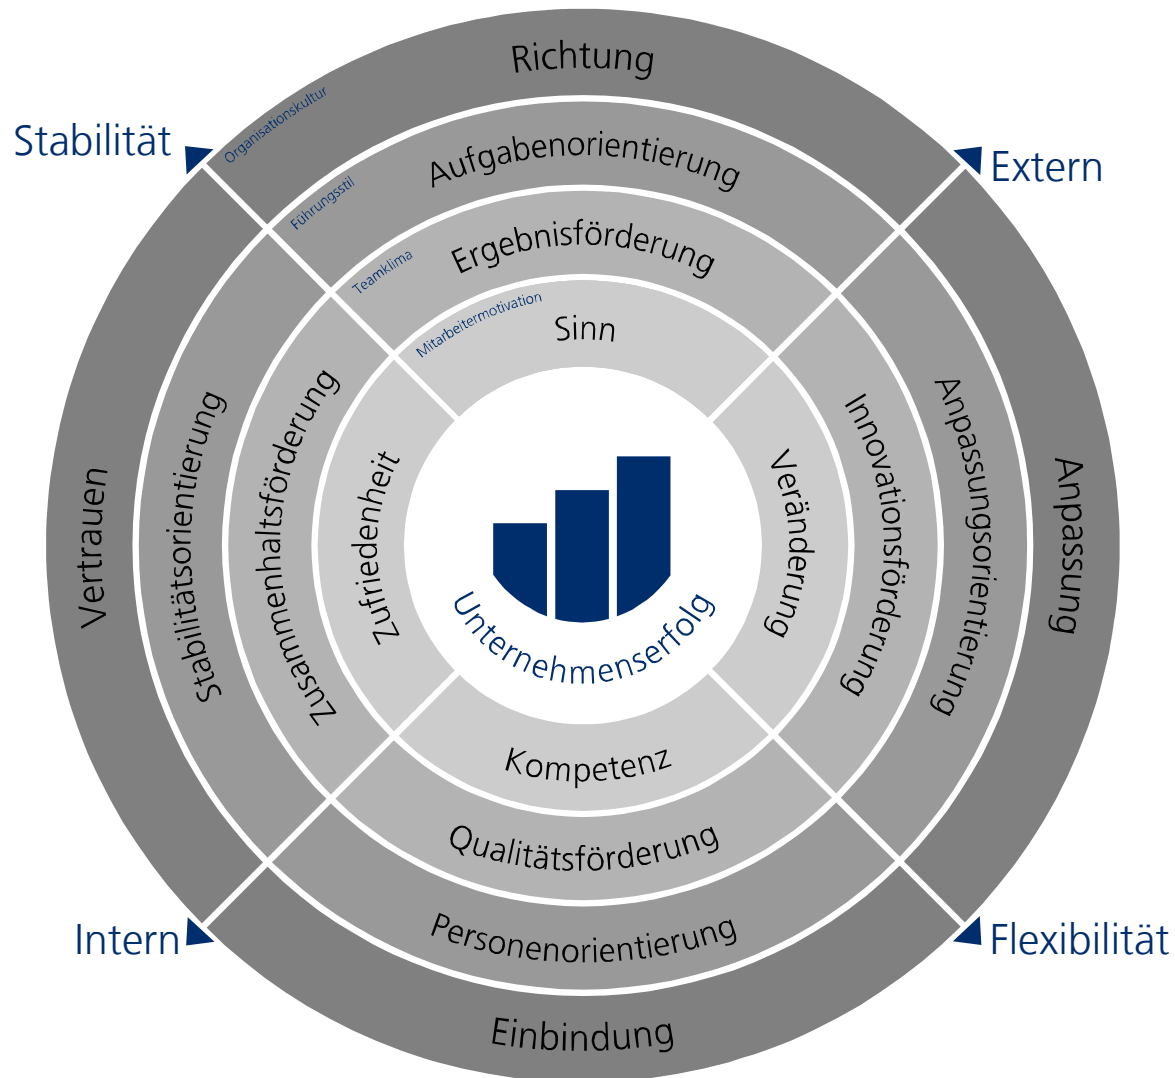 Richtung
Organisationskultur
Stabilität
Extern
Aufgabenorientierung
Führungsstil
Ergebnisförderung
Teamklima
Mitarbeitermotivation
Sinn
Vertrauen
Stabilitätsorientierung
Zusammenhaltsförderung
Zufriedenheit
Unternehmenserfolg
Veränderung
Innovationsförderung
Anpassungsorientierung
Anpassung
Kompetenz
Qualitätsförderung
Personenorientierung
Intern
Flexibilität
Einbindung